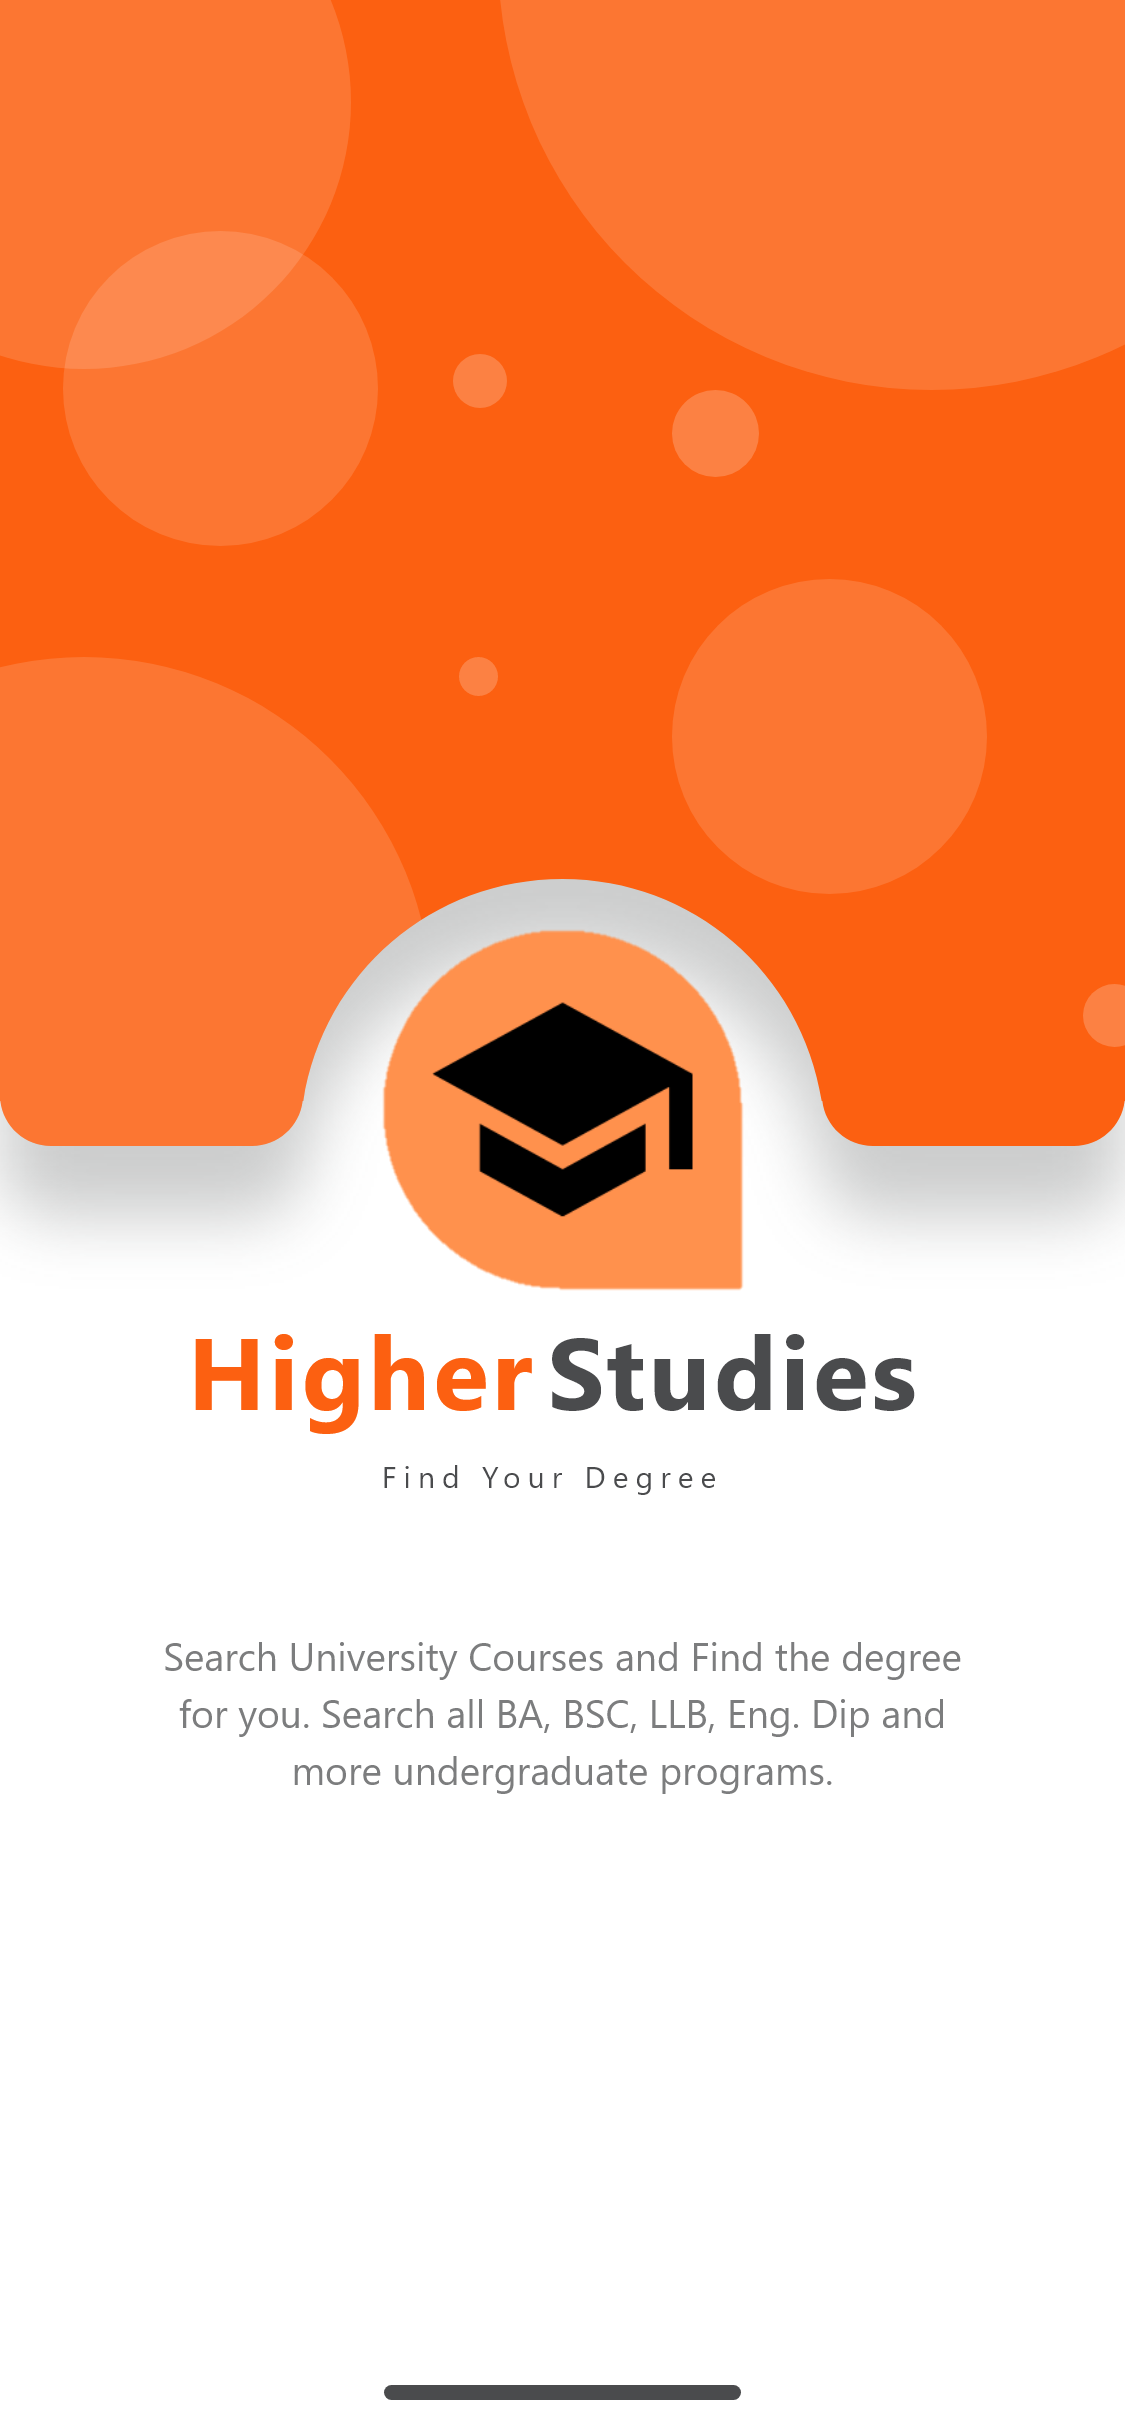 Higher Studies
Find Your Degree
Search University Courses and Find the degree
for you. Search all BA, BSC, LLB, Eng. Dip and
more undergraduate programs.